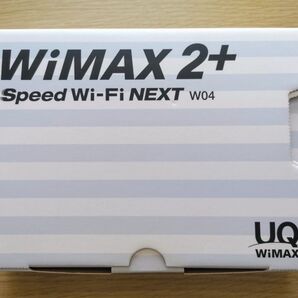 WiMAX 2+
Speed Wi-Fi NEXT W04
UQ
WiMAX